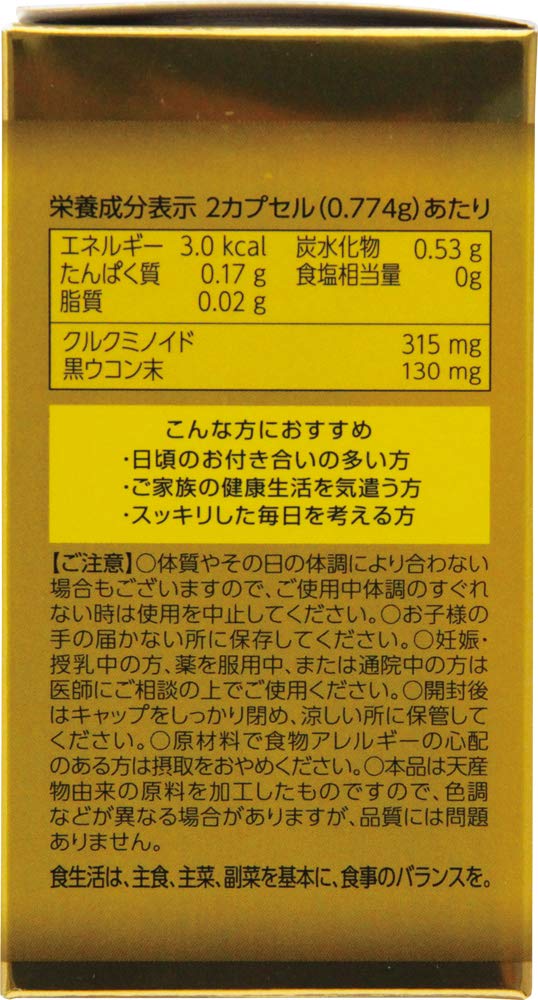 栄養成分表示 2カプセル(0.774g)あたり
エネルギー 3.0 kcal 炭水化物 0.53 g
たんぱく質 0.17 g 食塩相当量 0g
脂質 0.02 g
クルクミノイド 315 mg
黒ウコン末 130 mg
こんな方におすすめ
・日頃のお付き合いの多い方
・ご家族の健康生活を気遣う方
・スッキリした毎日を考える方
【ご注意】○体質やその日の体調により合わない
場合もございますので、ご使用中体調のすぐれ
ない時は使用を中止してください。○お子様の
手の届かない所に保存してください。○妊娠・
授乳中の方、薬を服用中、または通院中の方は
医師にご相談の上でご使用ください。○開封後
はキャップをしっかり閉め、涼しい所に保管して
ください。○原材料で食物アレルギーの心配
のある方は摂取をおやめください。○本品は天産
物由来の原料を加工したものですので、色調
などが異なる場合がありますが、品質には問題
ありません。
食生活は、主食、主菜、副菜を基本に、食事のバランスを。